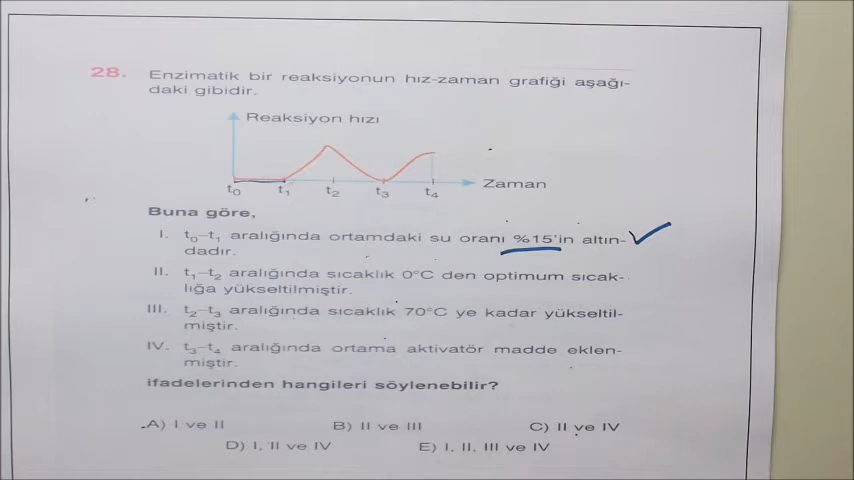 28. Enzimatik bir reaksiyonun hız-zaman grafiği aşağı-
daki gibidir.
Reaksiyon hızı
t0 t1 t2 t3 t4 Zaman
Buna göre,
I. t0–t1 aralığında ortamdaki su oranı %15'in altın-
dadır.
II. t1–t2 aralığında sıcaklık 0°C den optimum sıcak-
lığa yükseltilmiştir.
III. t2–t3 aralığında sıcaklık 70°C ye kadar yükseltil-
miştir.
IV. t3–t4 aralığında ortama aktivatör madde eklen-
miştir.
ifadelerinden hangileri söylenebilir?
A) I ve II B) II ve III C) II ve IV
D) I, II ve IV E) I, II, III ve IV